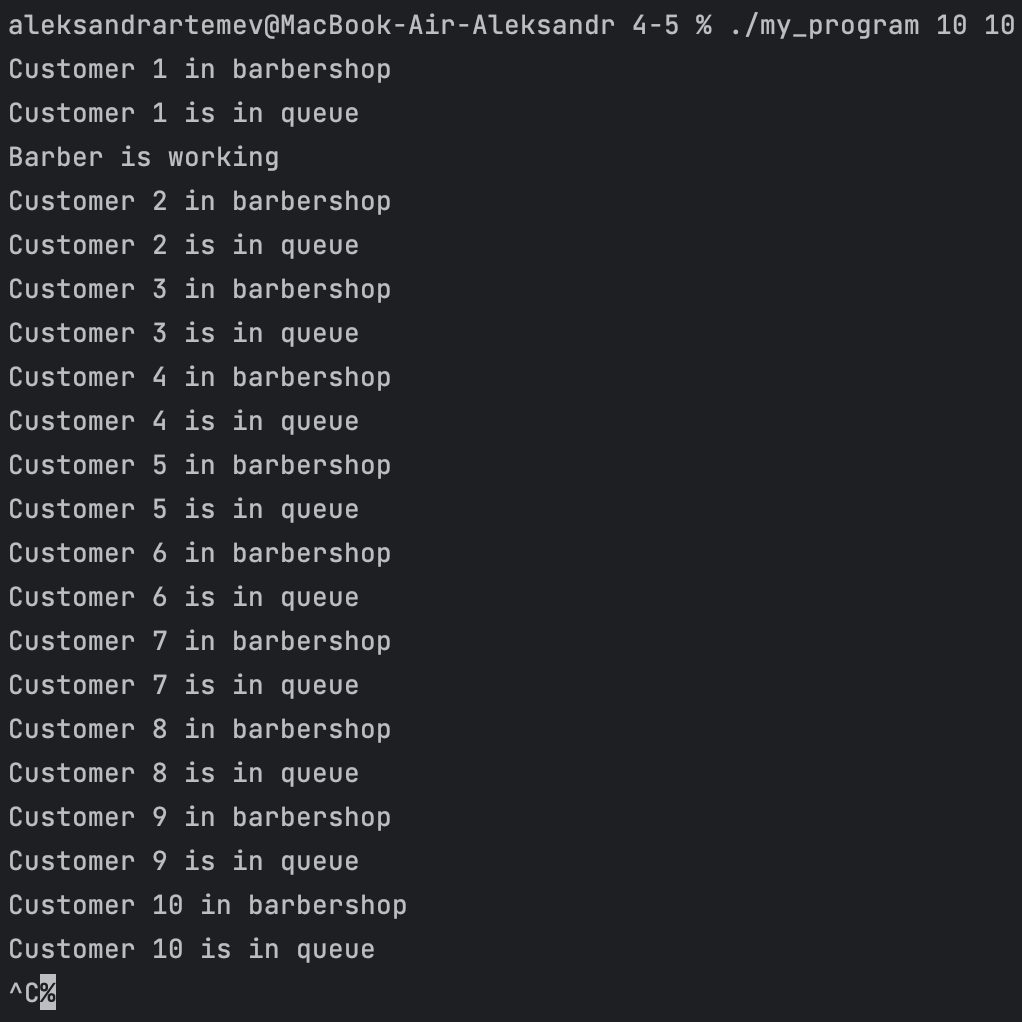 aleksandrartemev@MacBook-Air-Aleksandr 4-5 % ./my_program 10 10
Customer 1 in barbershop
Customer 1 is in queue
Barber is working
Customer 2 in barbershop
Customer 2 is in queue
Customer 3 in barbershop
Customer 3 is in queue
Customer 4 in barbershop
Customer 4 is in queue
Customer 5 in barbershop
Customer 5 is in queue
Customer 6 in barbershop
Customer 6 is in queue
Customer 7 in barbershop
Customer 7 is in queue
Customer 8 in barbershop
Customer 8 is in queue
Customer 9 in barbershop
Customer 9 is in queue
Customer 10 in barbershop
Customer 10 is in queue
^C%